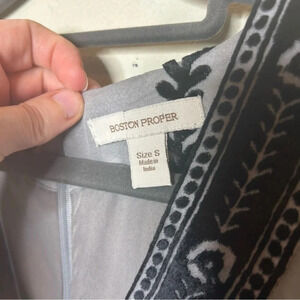 BOSTON PROPER
Size S
Made in
India